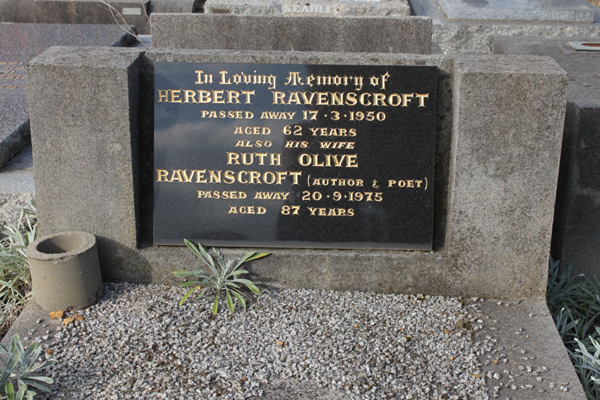 In Loving Memory of
HERBERT RAVENSCROFT
PASSED AWAY 17·3·1950
AGED 62 YEARS
ALSO HIS WIFE
RUTH OLIVE
RAVENSCROFT (AUTHOR & POET)
PASSED AWAY 20·9·1975
AGED 87 YEARS